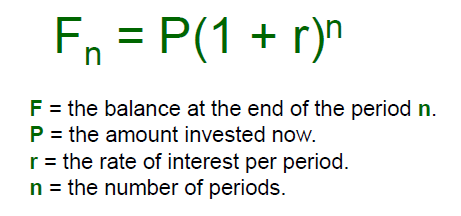 Fₙ = P(1 + r)ⁿ
F = the balance at the end of the period n.
P = the amount invested now.
r = the rate of interest per period.
n = the number of periods.